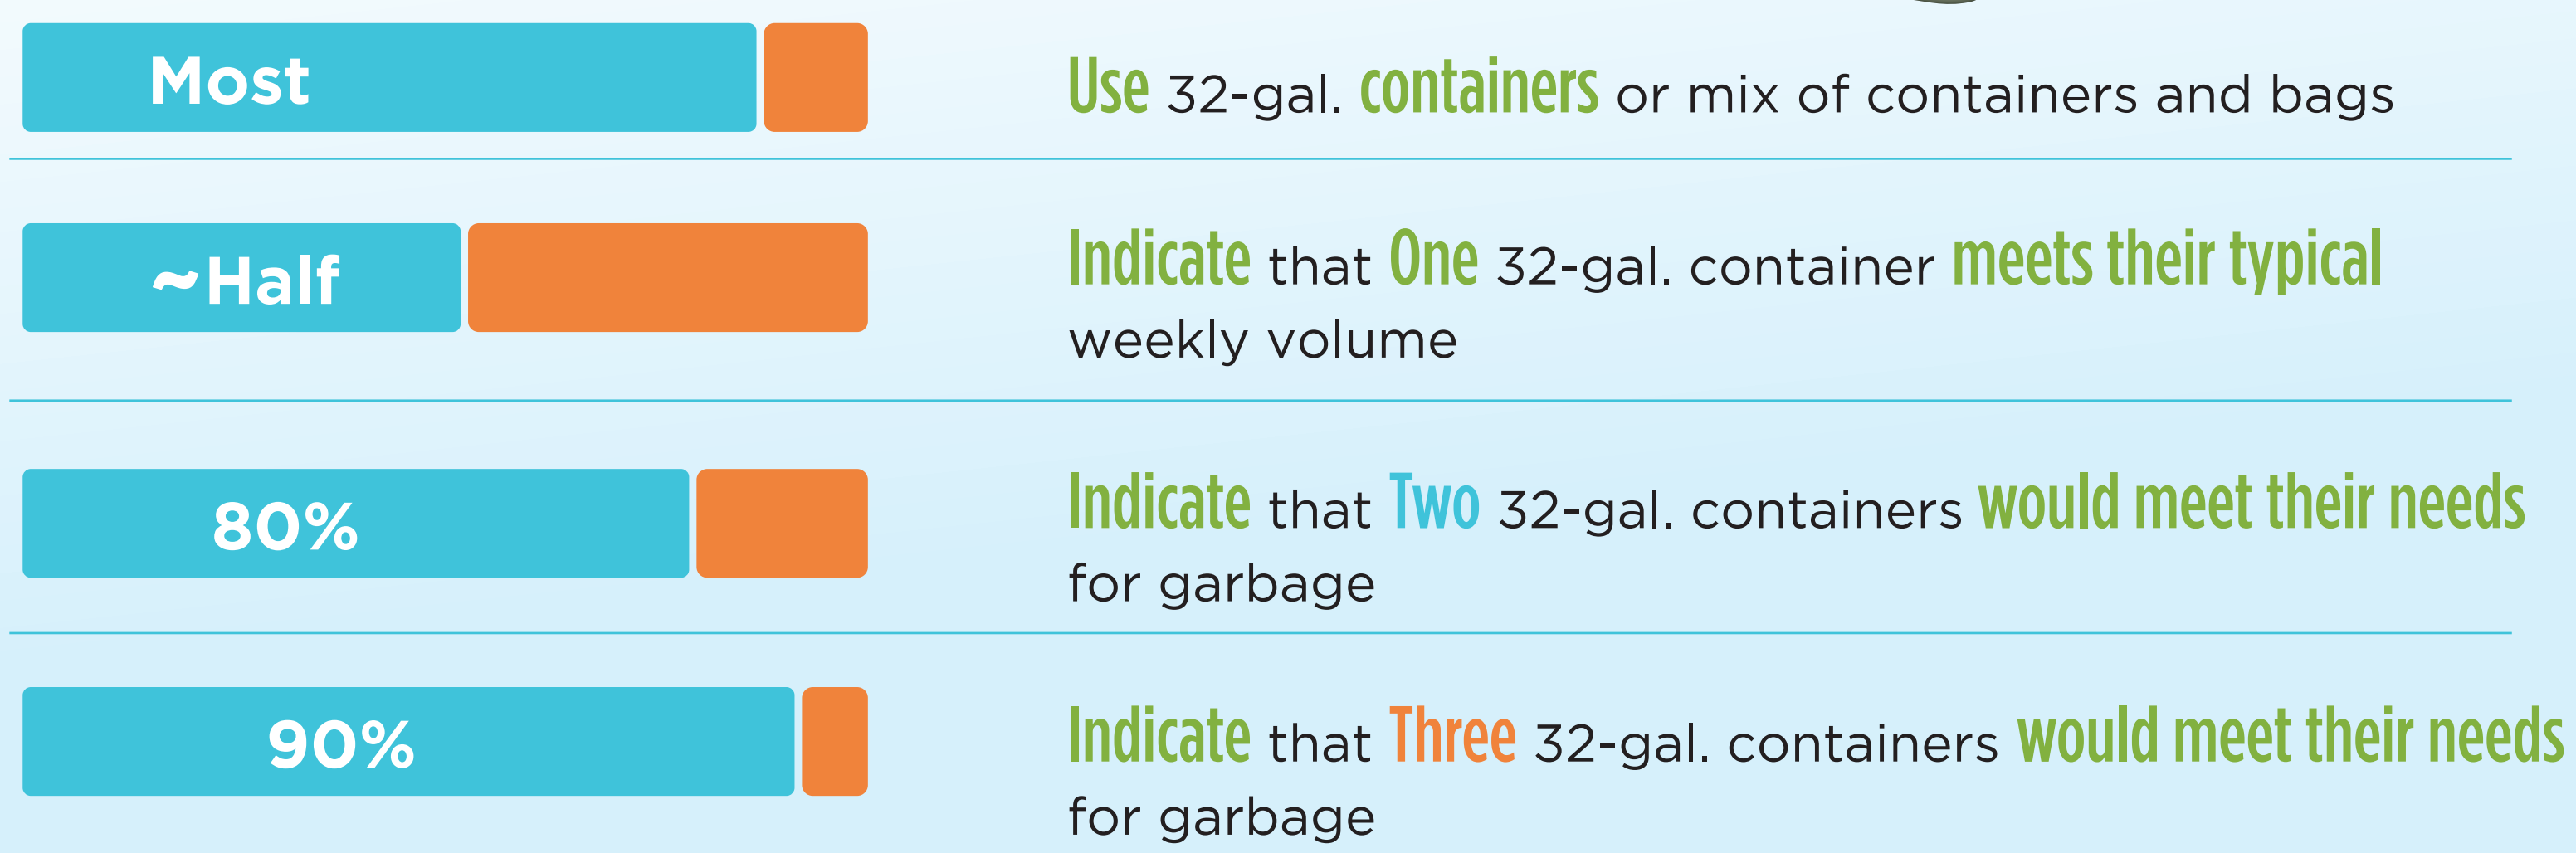 Most
Use 32-gal. containers or mix of containers and bags
~Half
Indicate that One 32-gal. container meets their typical
weekly volume
80%
Indicate that Two 32-gal. containers would meet their needs
for garbage
90%
Indicate that Three 32-gal. containers would meet their needs
for garbage